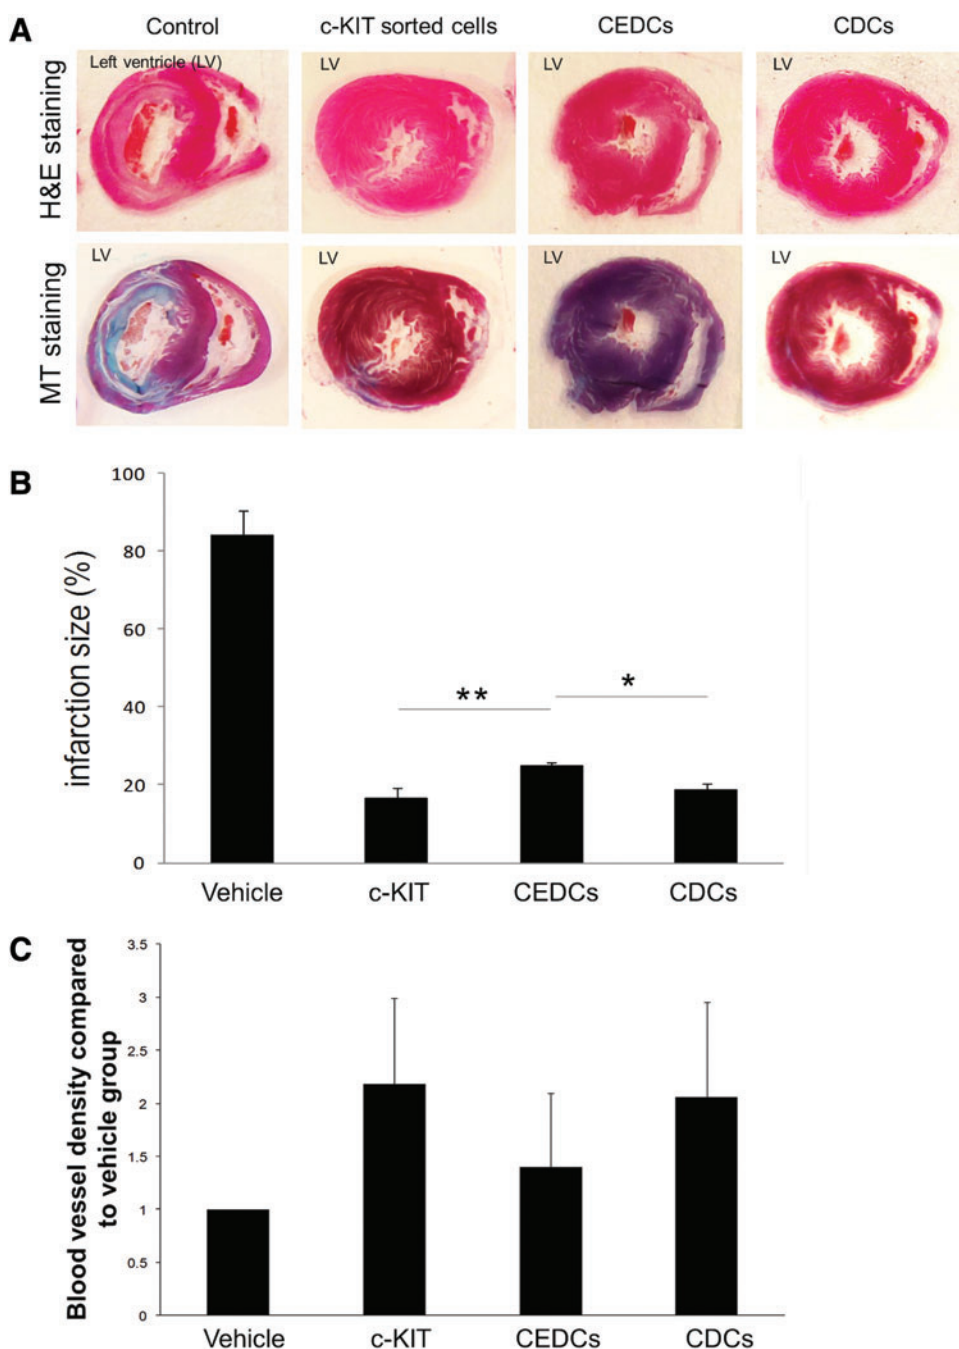 A
Control
c-KIT sorted cells
CEDCs
CDCs
H&E staining
Left ventricle (LV)
LV
LV
LV
MT staining
LV
LV
LV
LV
B
infarction size (%)
100
80
60
40
20
0
**
*
Vehicle
c-KIT
CEDCs
CDCs
C
Blood vessel density compared
to vehicle group
3.5
3
2.5
2
1.5
1
0.5
0
Vehicle
c-KIT
CEDCs
CDCs